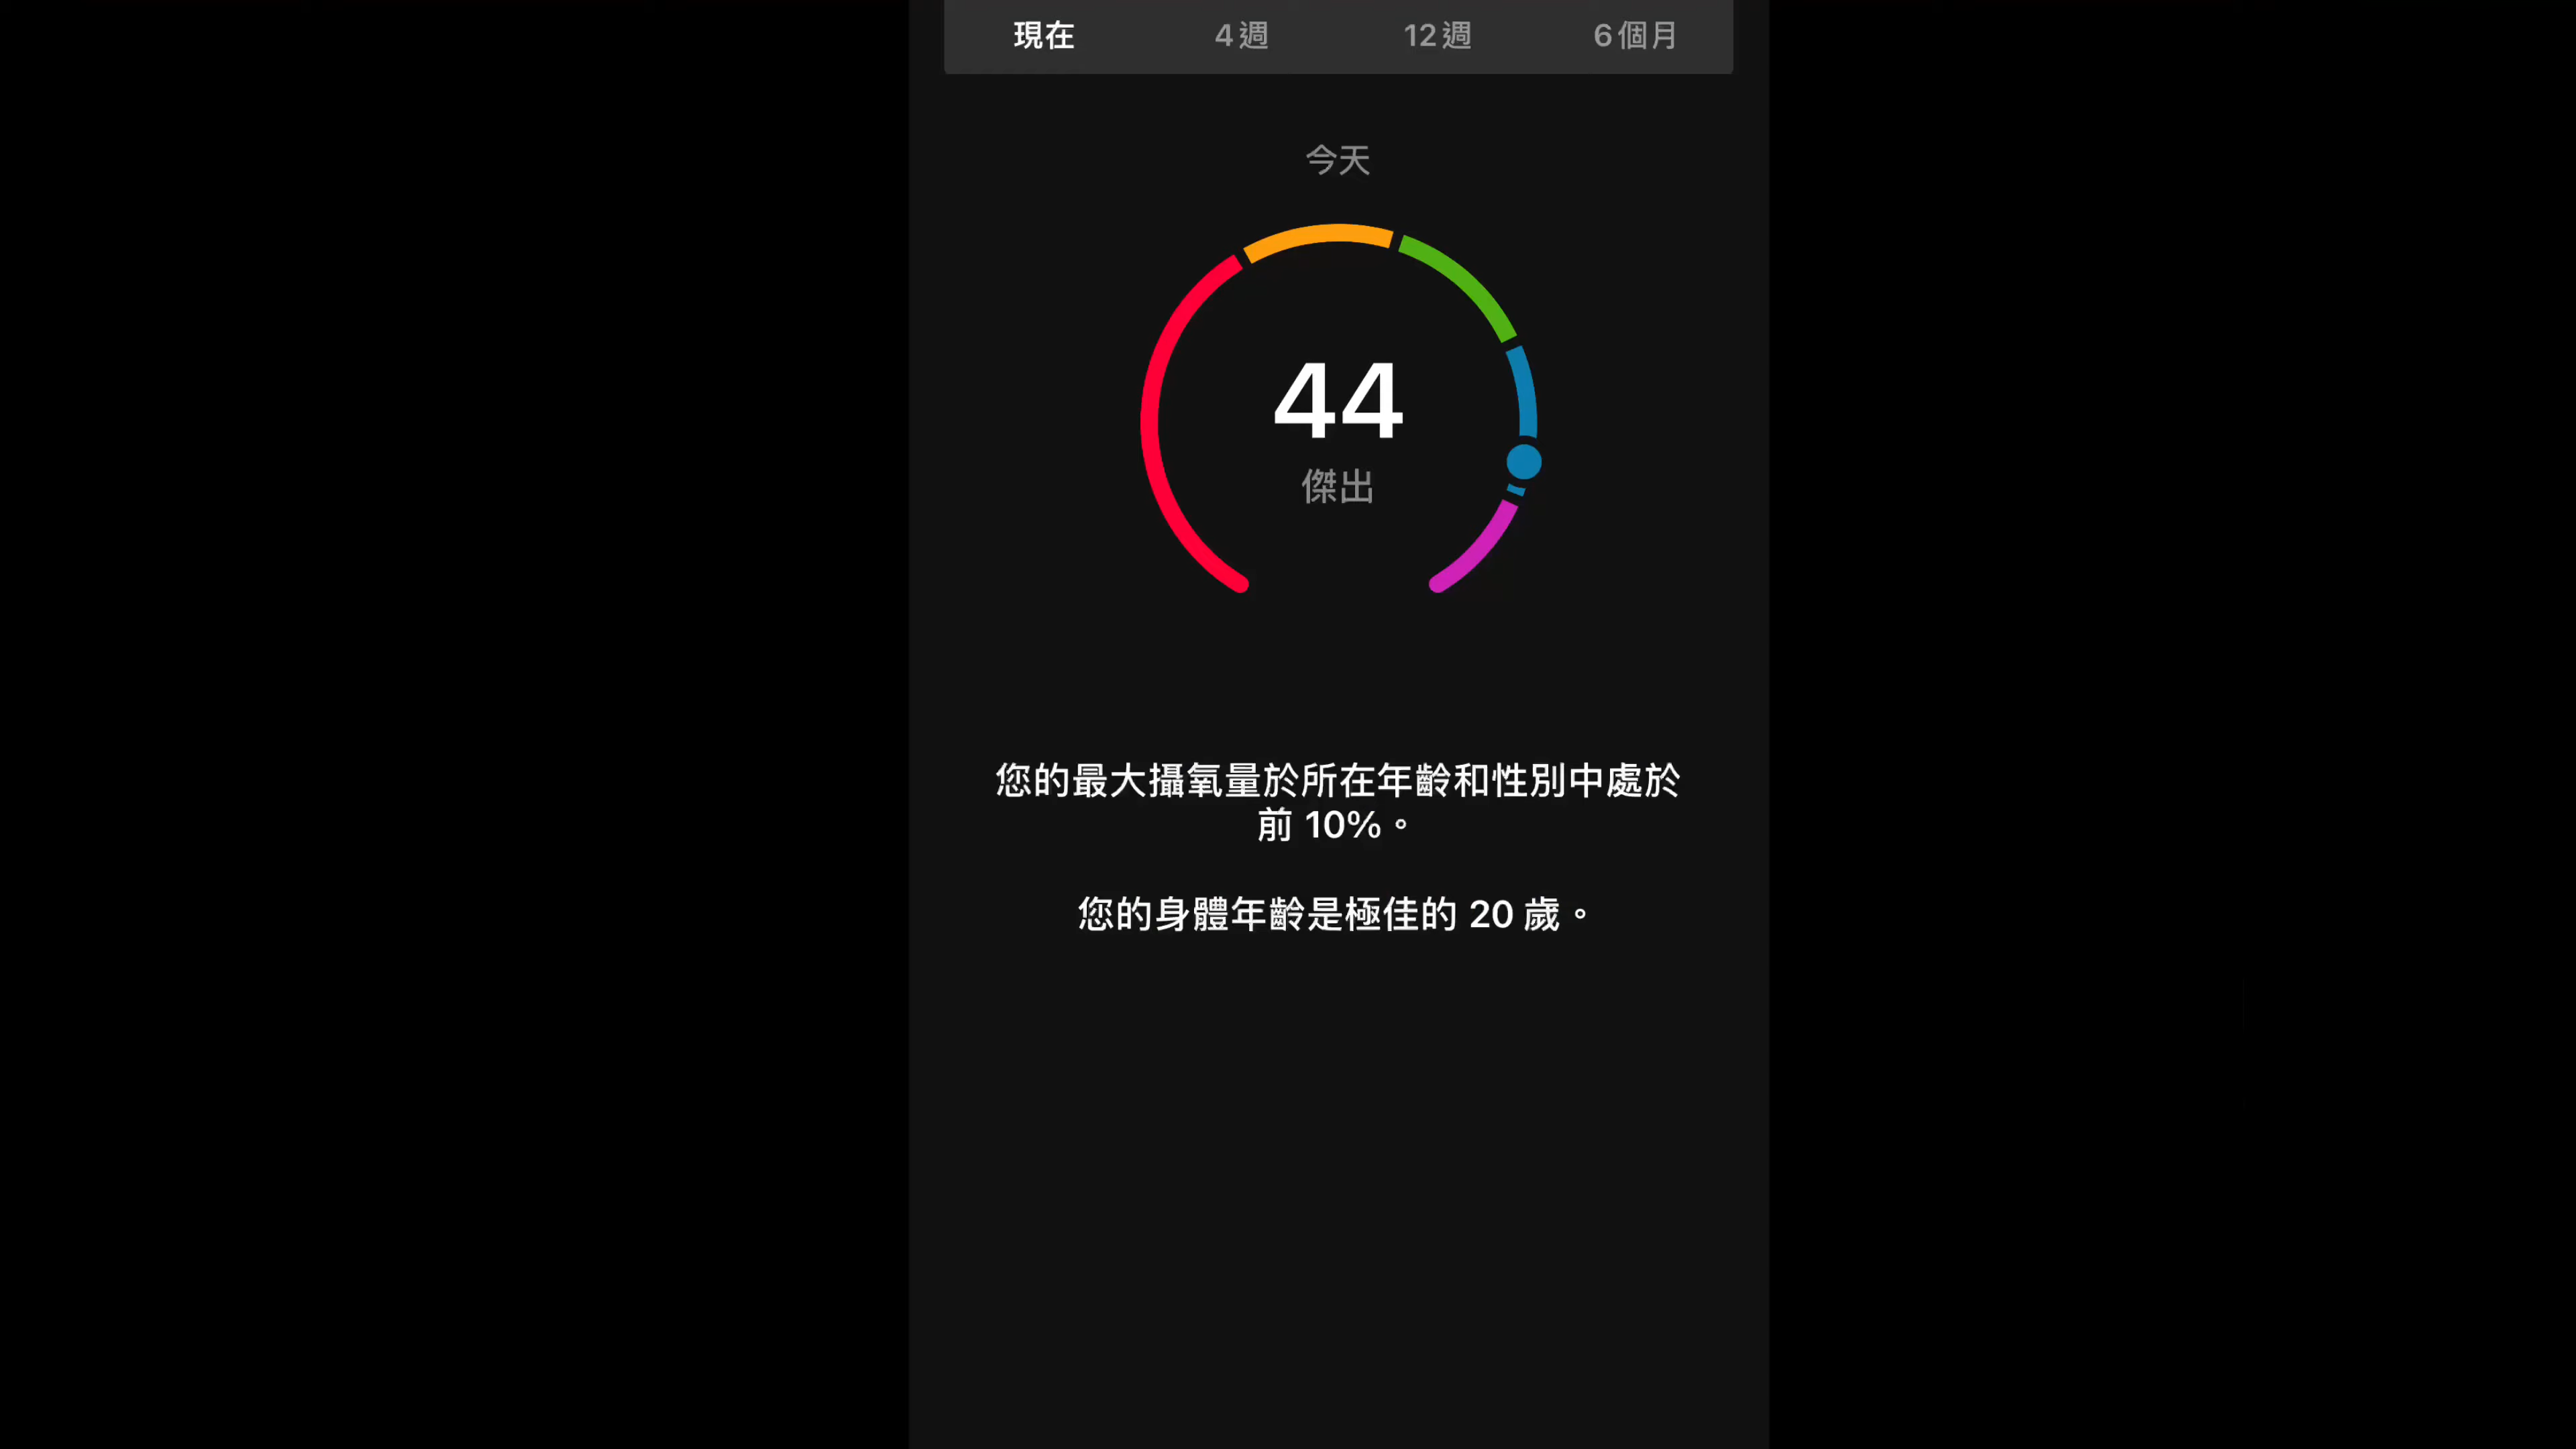 現在 4週 12週 6個月
今天
44
傑出
您的最大攝氧量於所在年齡和性別中處於
前 10%。
您的身體年齡是極佳的 20 歲。